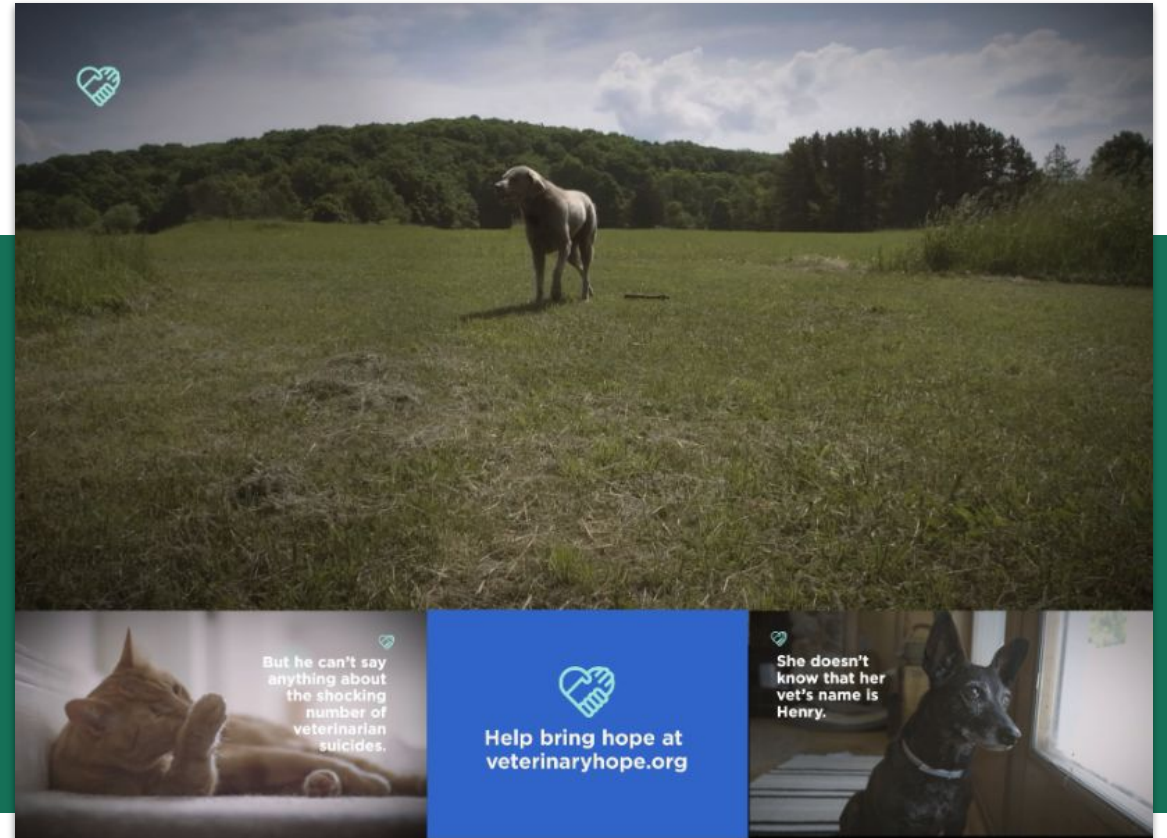 But he can't say
anything about
the shocking
number of
veterinarian
suicides.
Help bring hope at
veterinaryhope.org
She doesn't
know that her
vet's name is
Henry.